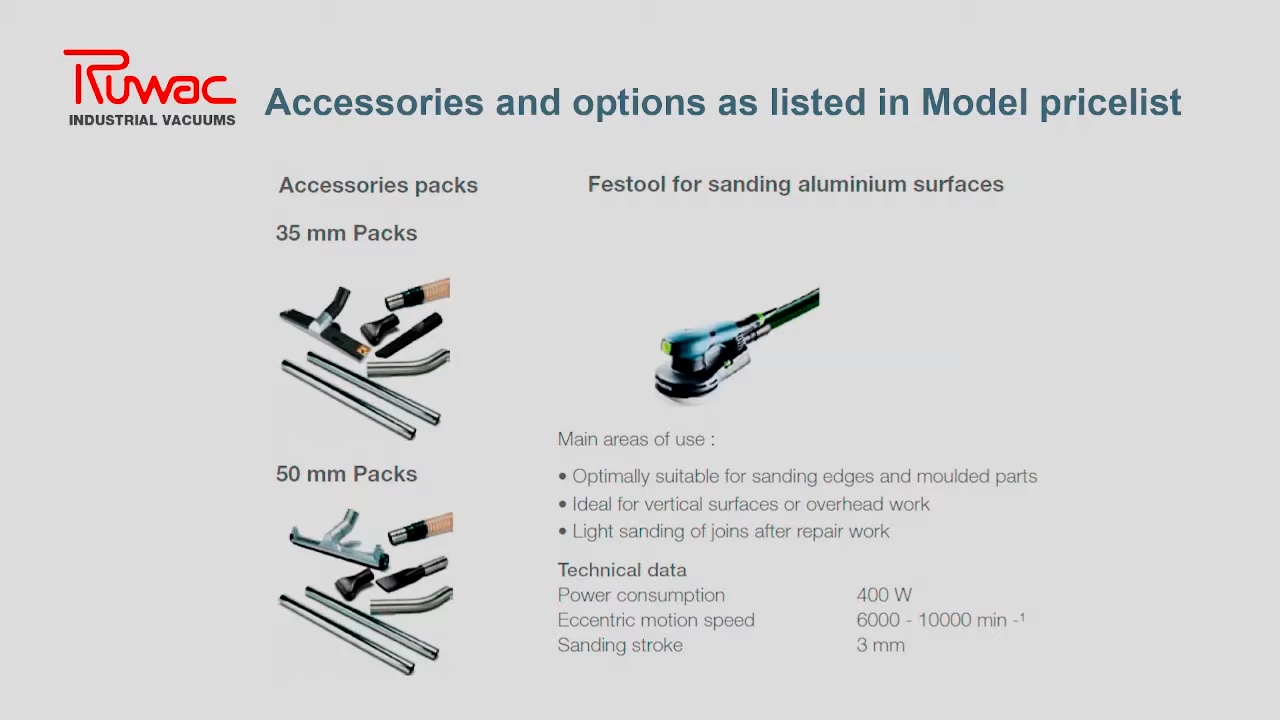 Ruwac
INDUSTRIAL VACUUMS
Accessories and options as listed in Model pricelist
Accessories packs
35 mm Packs
50 mm Packs
Festool for sanding aluminium surfaces
Main areas of use :
• Optimally suitable for sanding edges and moulded parts
• Ideal for vertical surfaces or overhead work
• Light sanding of joins after repair work
Technical data
Power consumption 400 W
Eccentric motion speed 6000 - 10000 min -¹
Sanding stroke 3 mm